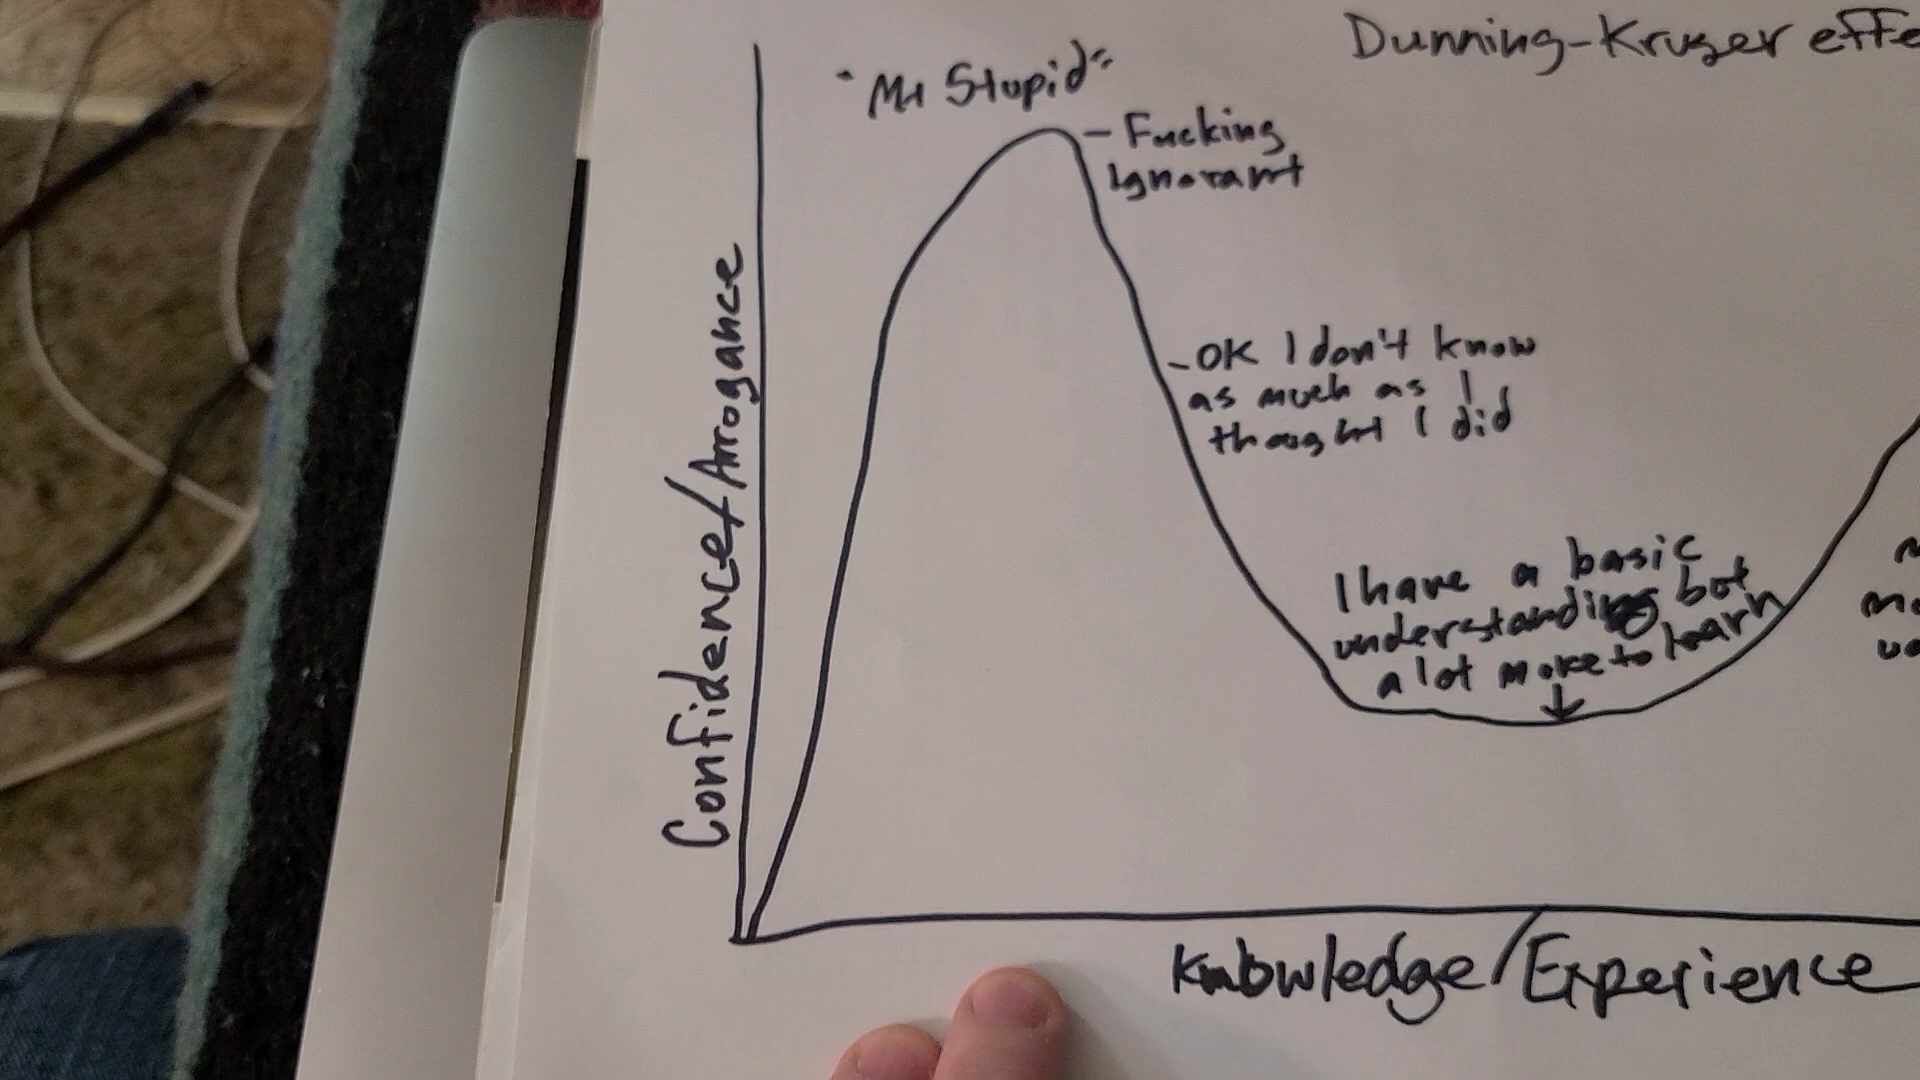 Dunning-Kruger effe
"Mt Stupid"
- Fucking
Ignorant
- OK I don't know
as much as I
thought I did
I have a basic
understanding but
a lot more to learn
Confidence/Arrogance
Knowledge/Experience